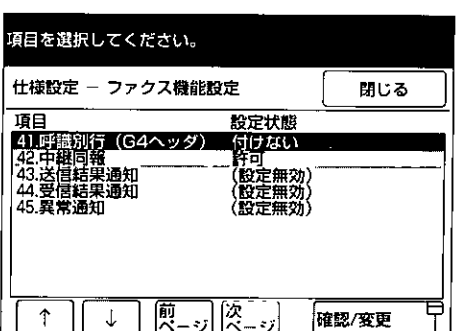 項目を選択してください。
仕様設定 － ファクス機能設定 閉じる
項目 設定状態
41.呼識別行（G4ヘッダ） 付けない
42.中継同報 許可
43.送信結果通知 (設定無効)
44.受信結果通知 (設定無効)
45.異常通知 (設定無効)
↑ ↓ 前ページ 次ページ 確認/変更